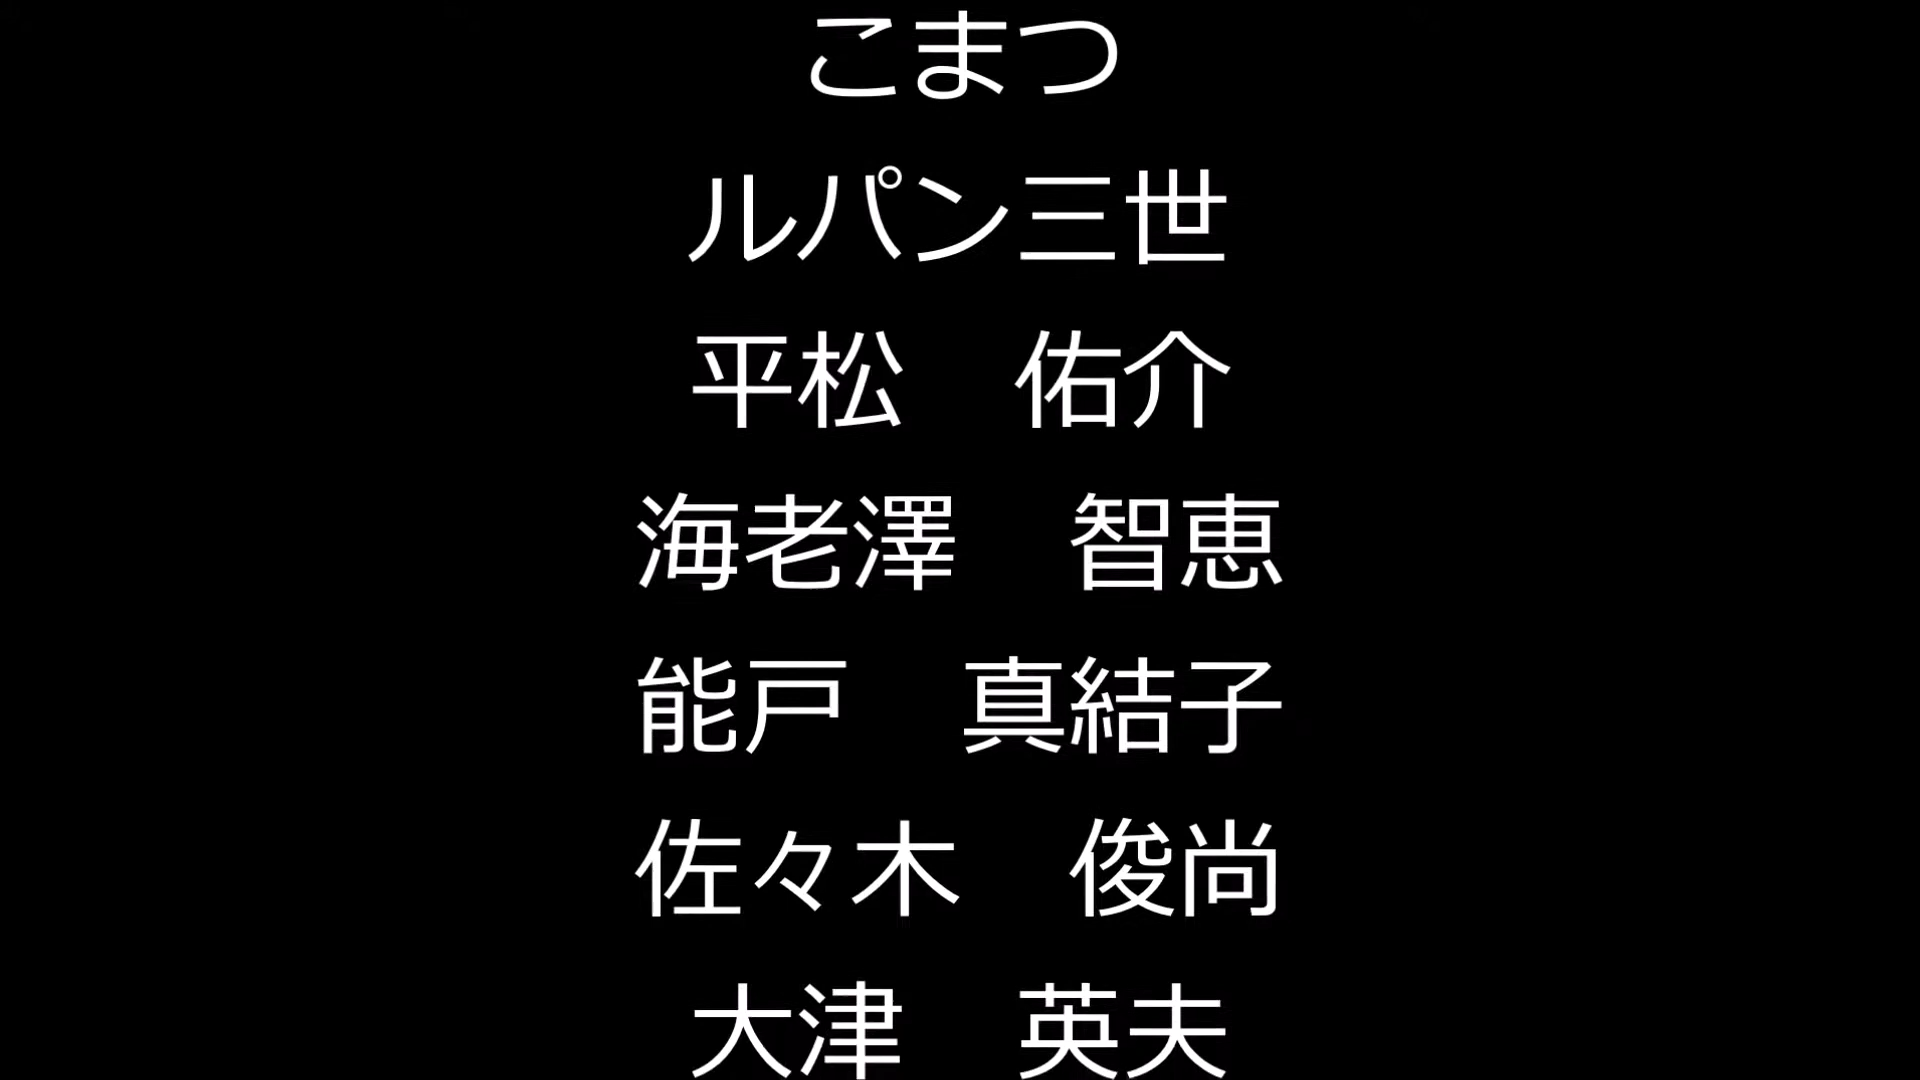 こまつ
ルパン三世
平松　佑介
海老澤　智恵
能戸　真結子
佐々木　俊尚
大津　英夫